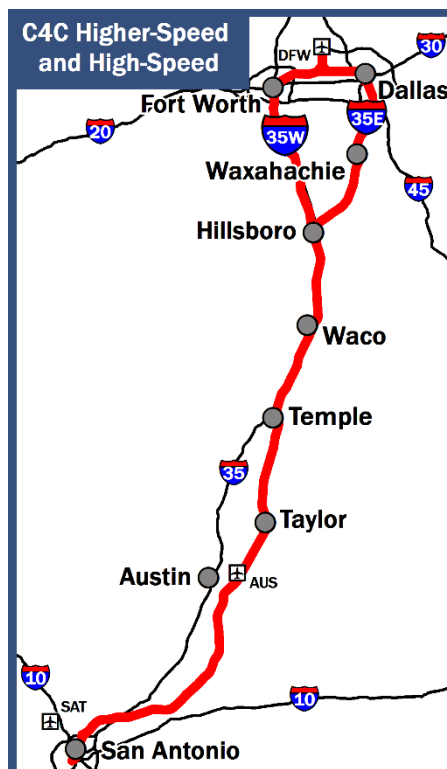 C4C Higher-Speed
and High-Speed
DFW
30
Fort Worth
Dallas
35W
35E
20
Waxahachie
45
Hillsboro
Waco
Temple
35
Taylor
Austin
AUS
10
SAT
10
San Antonio